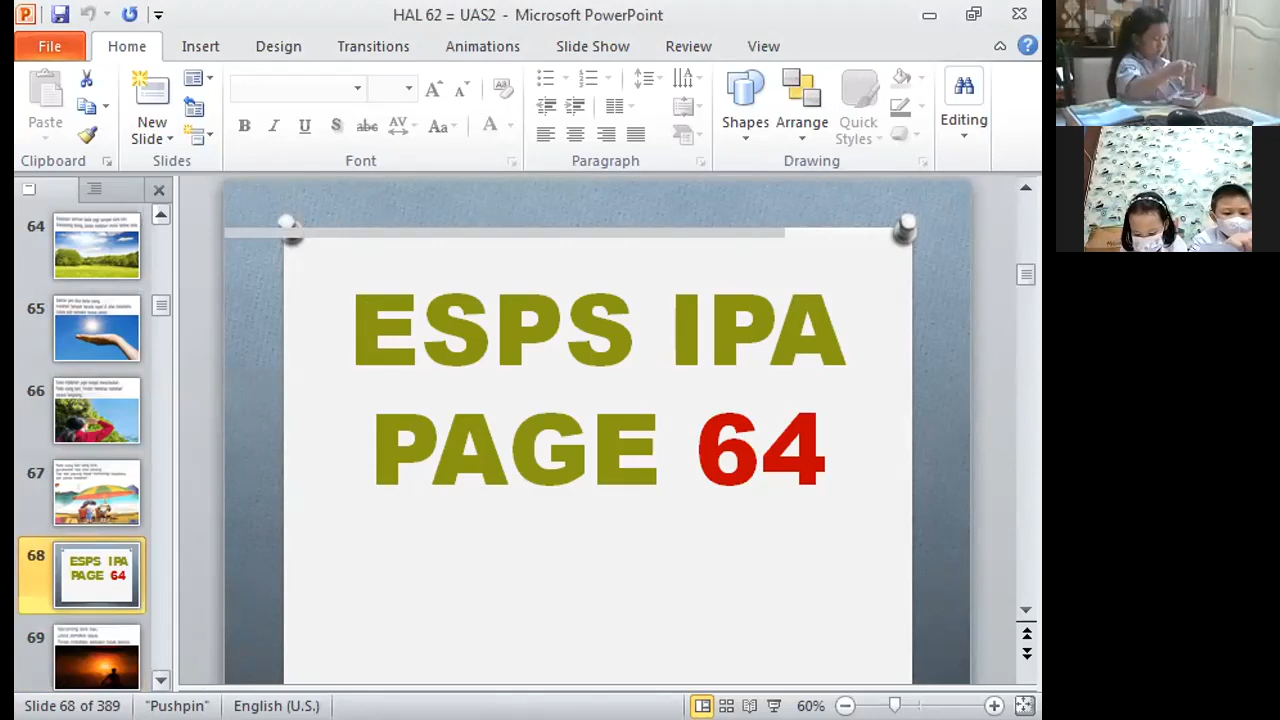 HAL 62 = UAS2 - Microsoft PowerPoint
File
Home
Insert
Design
Transitions
Animations
Slide Show
Review
View
Paste
New
Slide
Shapes
Arrange
Quick
Styles
Editing
Clipboard
Slides
Font
Paragraph
Drawing
64
65
66
67
68
ESPS IPA
PAGE 64
69
ESPS IPA
PAGE 64
Slide 68 of 389
"Pushpin"
English (U.S.)
60%